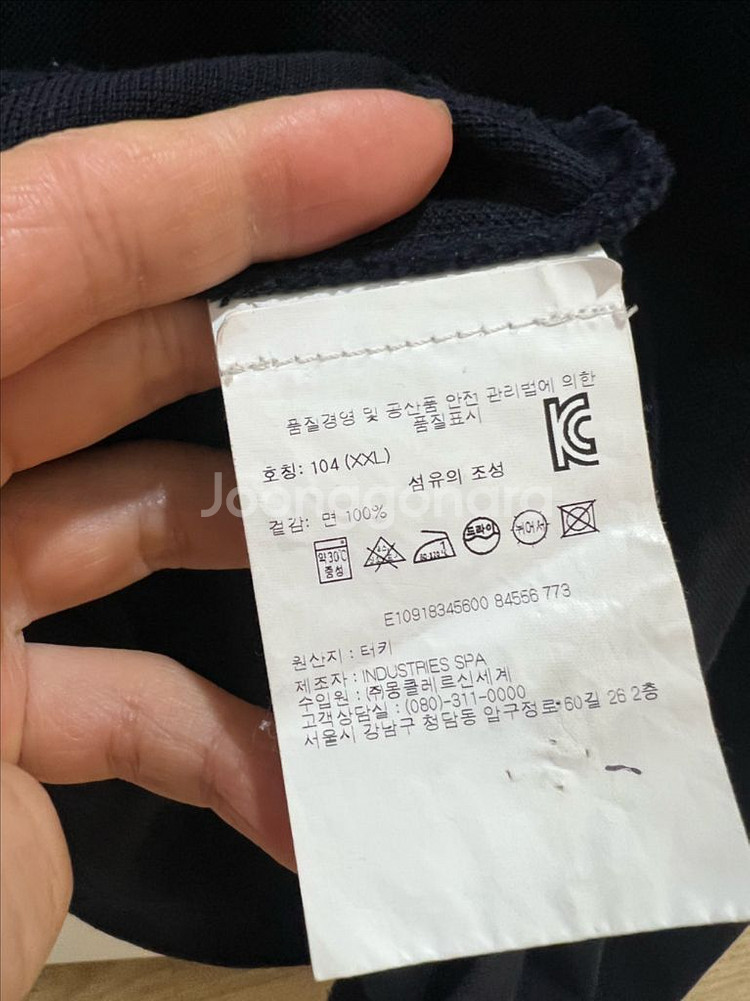 품질경영 및 공산품 안전 관리법에 의한
품질표시
호칭: 104 (XXL)
섬유의 조성
Joonggonara
겉감: 면 100%
약30℃
중성
드라이
E10918345600 84556 773
원산지 : 터키
제조자 : INDUSTRIES SPA
수입원 : ㈜몽클레르신세계
고객상담실 : (080)-311-0000
서울시 강남구 청담동 압구정로 60길 26 2층